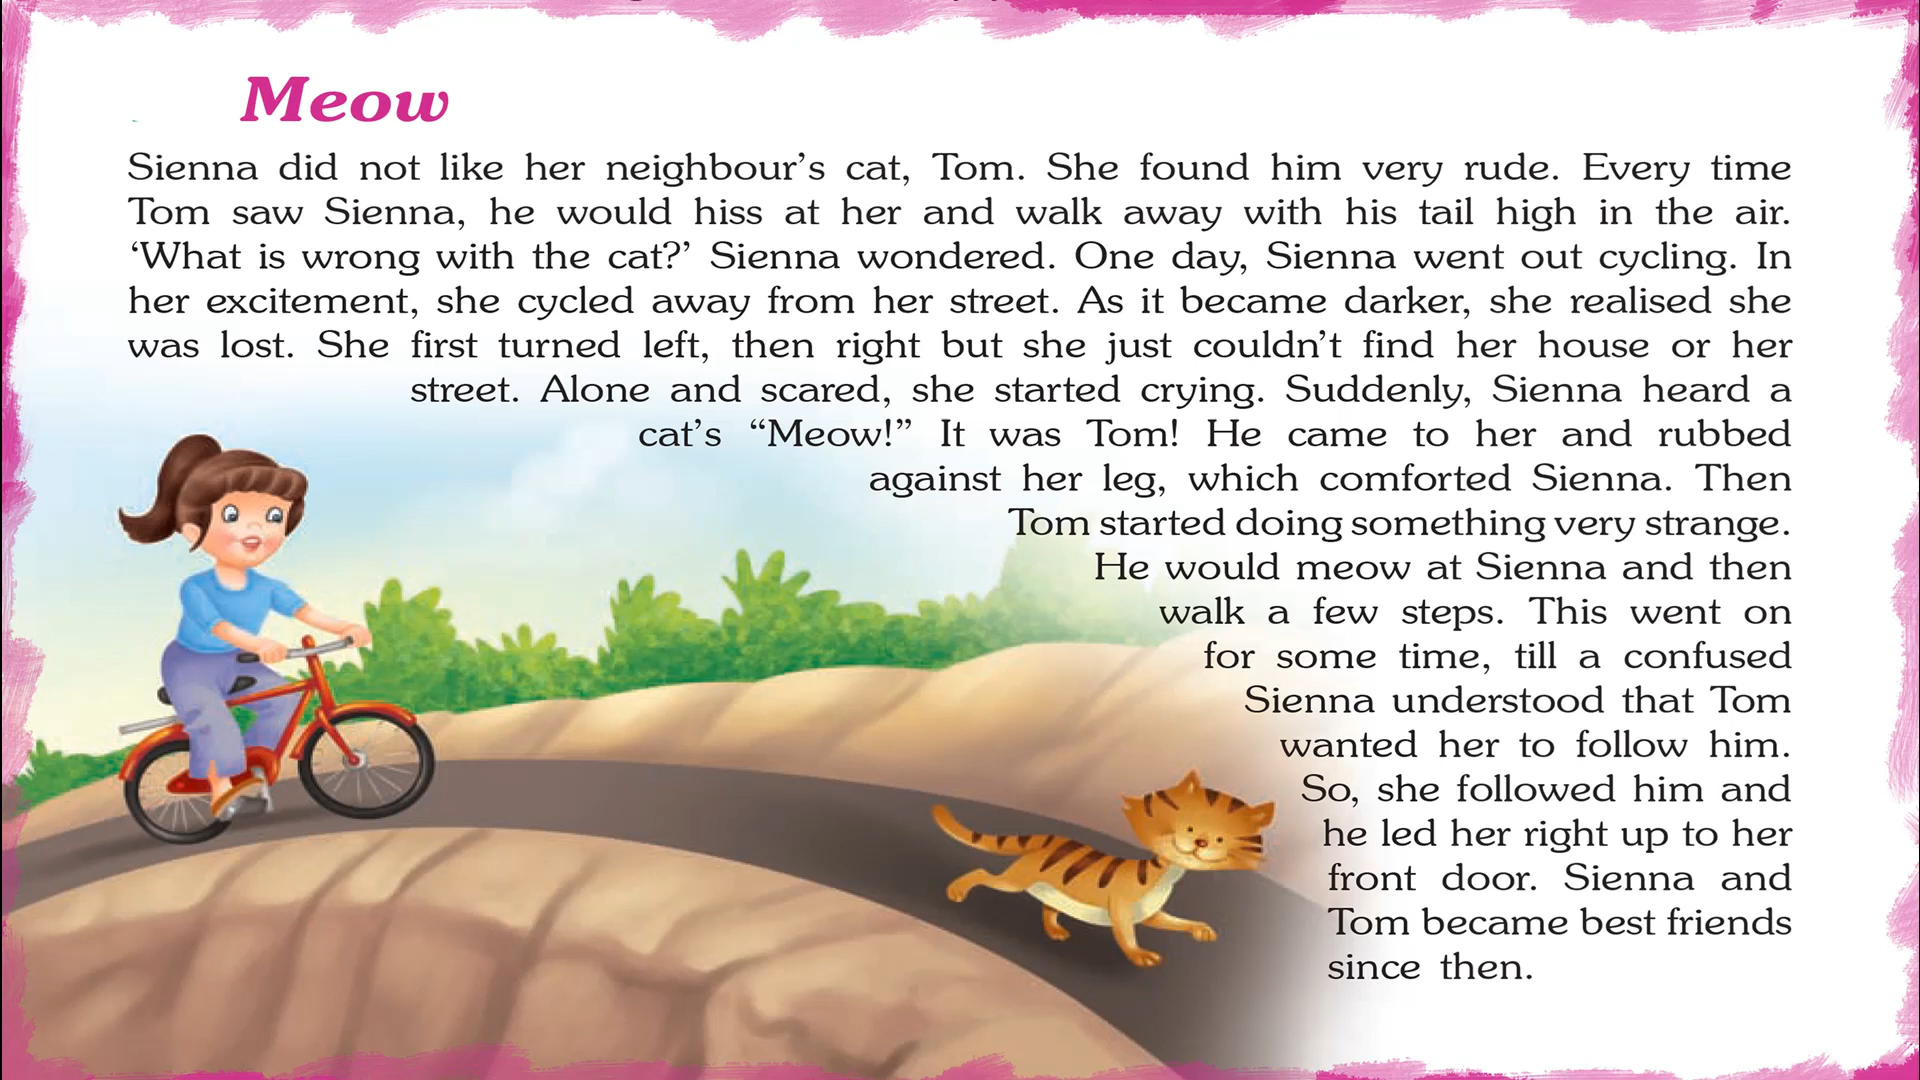 Meow
Sienna did not like her neighbour’s cat, Tom. She found him very rude. Every time
Tom saw Sienna, he would hiss at her and walk away with his tail high in the air.
‘What is wrong with the cat?’ Sienna wondered. One day, Sienna went out cycling. In
her excitement, she cycled away from her street. As it became darker, she realised she
was lost. She first turned left, then right but she just couldn’t find her house or her
street. Alone and scared, she started crying. Suddenly, Sienna heard a
cat’s “Meow!” It was Tom! He came to her and rubbed
against her leg, which comforted Sienna. Then
Tom started doing something very strange.
He would meow at Sienna and then
walk a few steps. This went on
for some time, till a confused
Sienna understood that Tom
wanted her to follow him.
So, she followed him and
he led her right up to her
front door. Sienna and
Tom became best friends
since then.